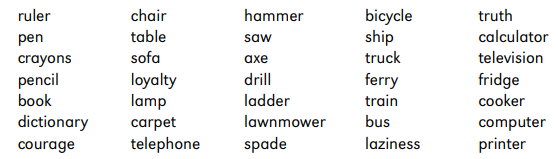 ruler chair hammer bicycle truth
pen table saw ship calculator
crayons sofa axe truck television
pencil loyalty drill ferry fridge
book lamp ladder train cooker
dictionary carpet lawnmower bus computer
courage telephone spade laziness printer